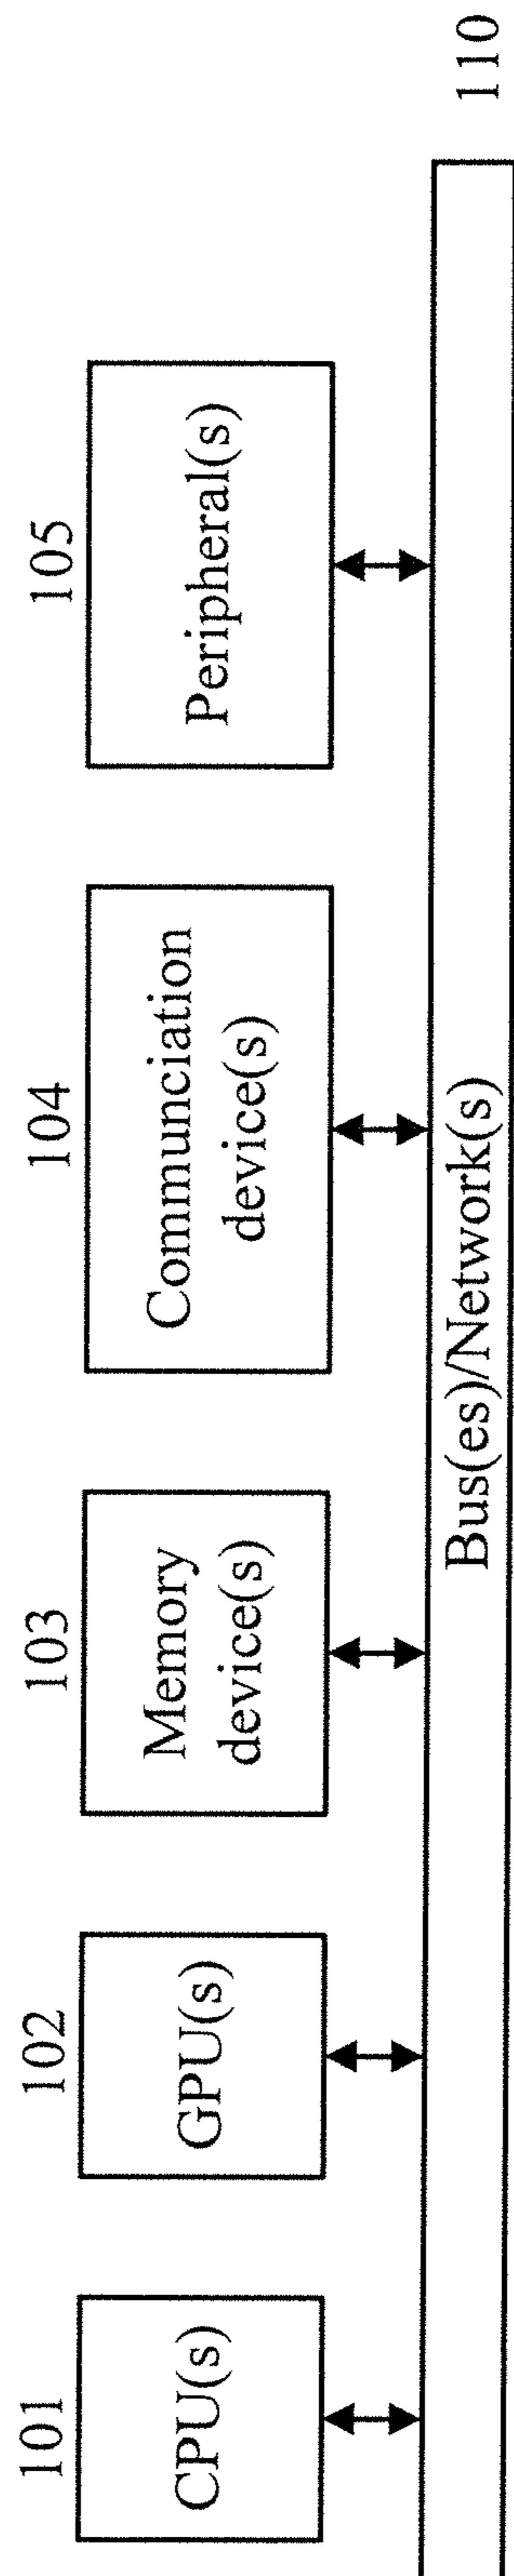 101
102
103
104
105
CPU(s)
GPU(s)
Memory
device(s)
Communciation
device(s)
Peripheral(s)
Bus(es)/Network(s)
110